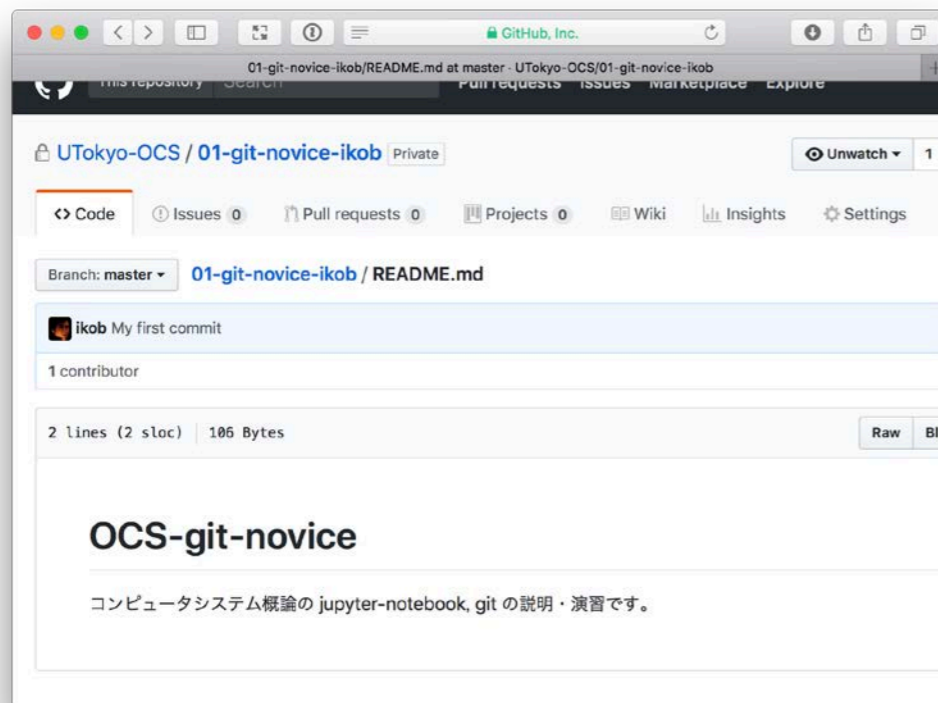 GitHub, Inc.
01-git-novice-ikob/README.md at master · UTokyo-OCS/01-git-novice-ikob
This repository Search Pull requests Issues Marketplace Explore
UTokyo-OCS / 01-git-novice-ikob Private Unwatch 1
<> Code Issues 0 Pull requests 0 Projects 0 Wiki Insights Settings
Branch: master 01-git-novice-ikob / README.md
ikob My first commit
1 contributor
2 lines (2 sloc) 106 Bytes Raw Bl
OCS-git-novice
コンピュータシステム概論の jupyter-notebook, git の説明・演習です。